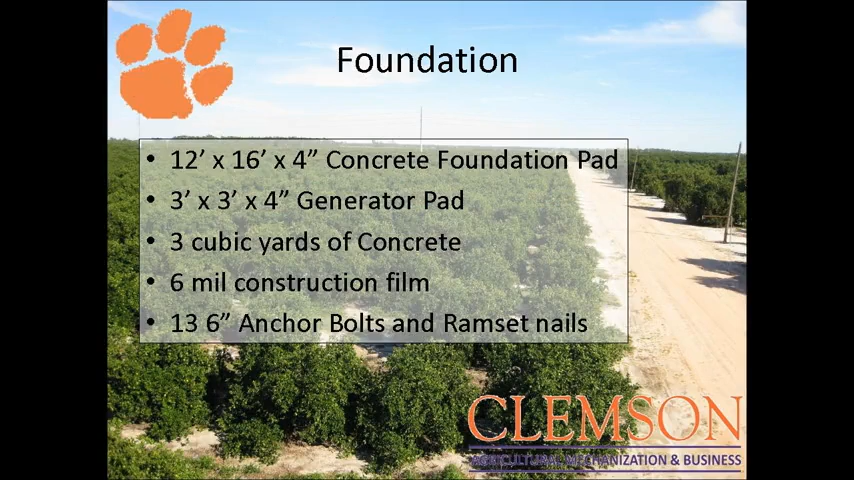 Foundation
• 12’ x 16’ x 4” Concrete Foundation Pad
• 3’ x 3’ x 4” Generator Pad
• 3 cubic yards of Concrete
• 6 mil construction film
• 13 6” Anchor Bolts and Ramset nails
CLEMSON
AGRICULTURAL MECHANIZATION & BUSINESS